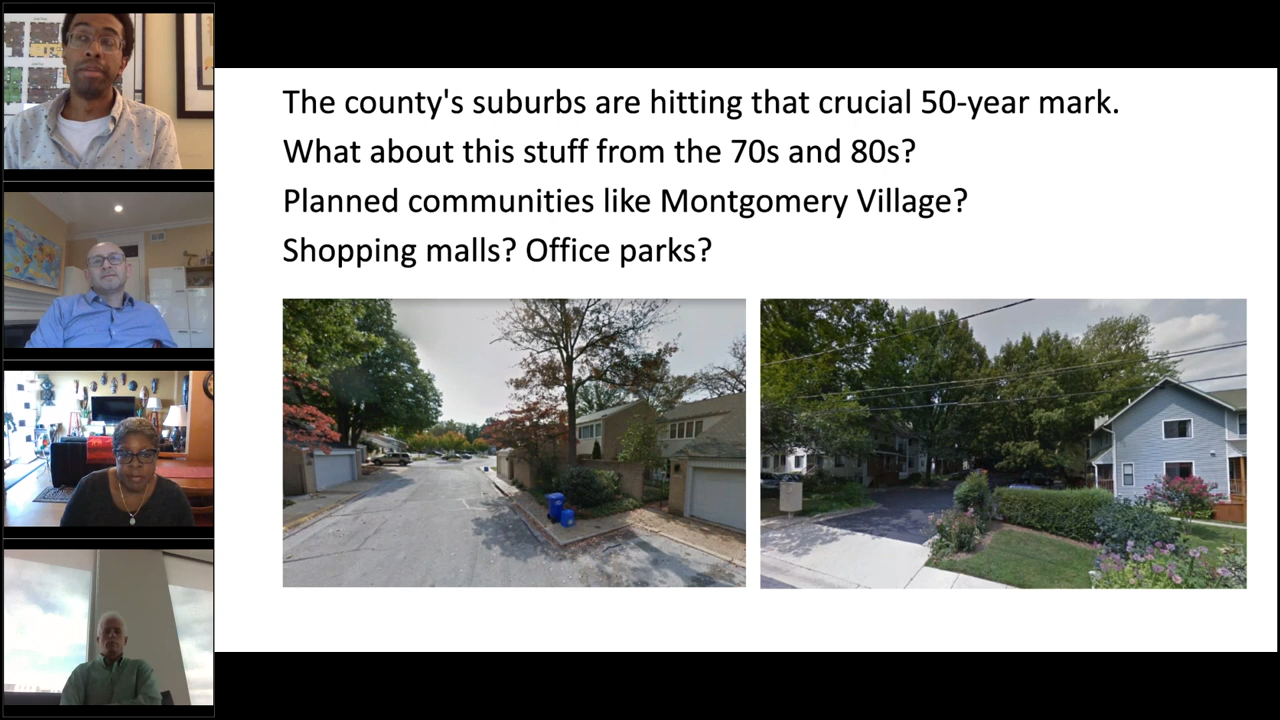 The county's suburbs are hitting that crucial 50-year mark.
What about this stuff from the 70s and 80s?
Planned communities like Montgomery Village?
Shopping malls? Office parks?